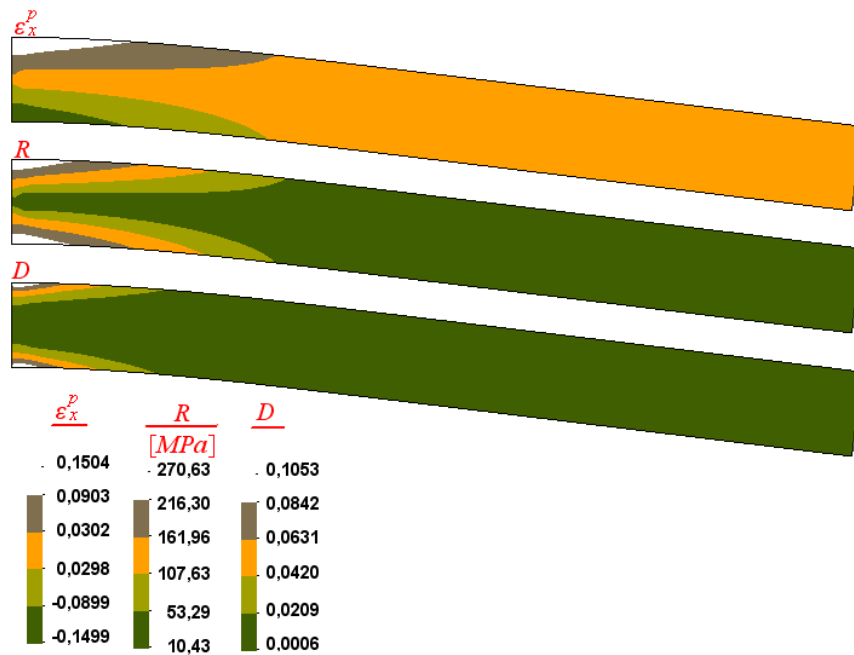 ε_x^p
R
D
ε_x^p R D
[MPa]
0,1504 270,63 0,1053
0,0903 216,30 0,0842
0,0302 161,96 0,0631
0,0298 107,63 0,0420
-0,0899 53,29 0,0209
-0,1499 10,43 0,0006